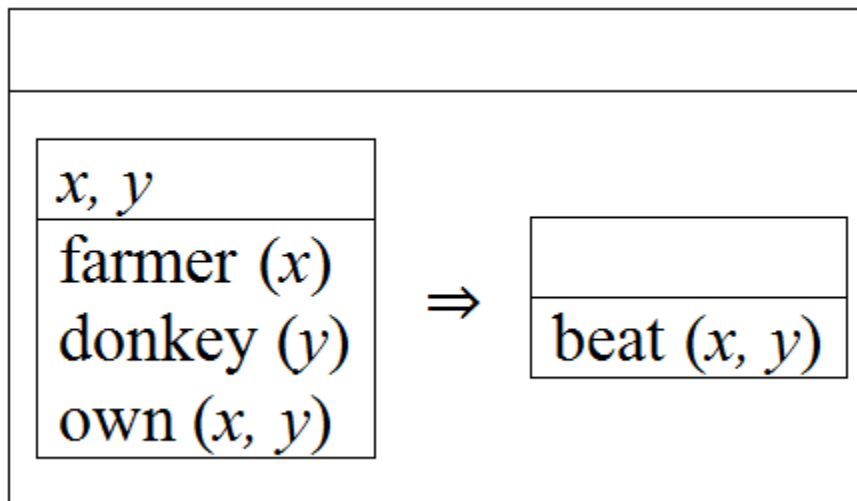 x, y
farmer (x)
donkey (y)
own (x, y)
⇒
beat (x, y)